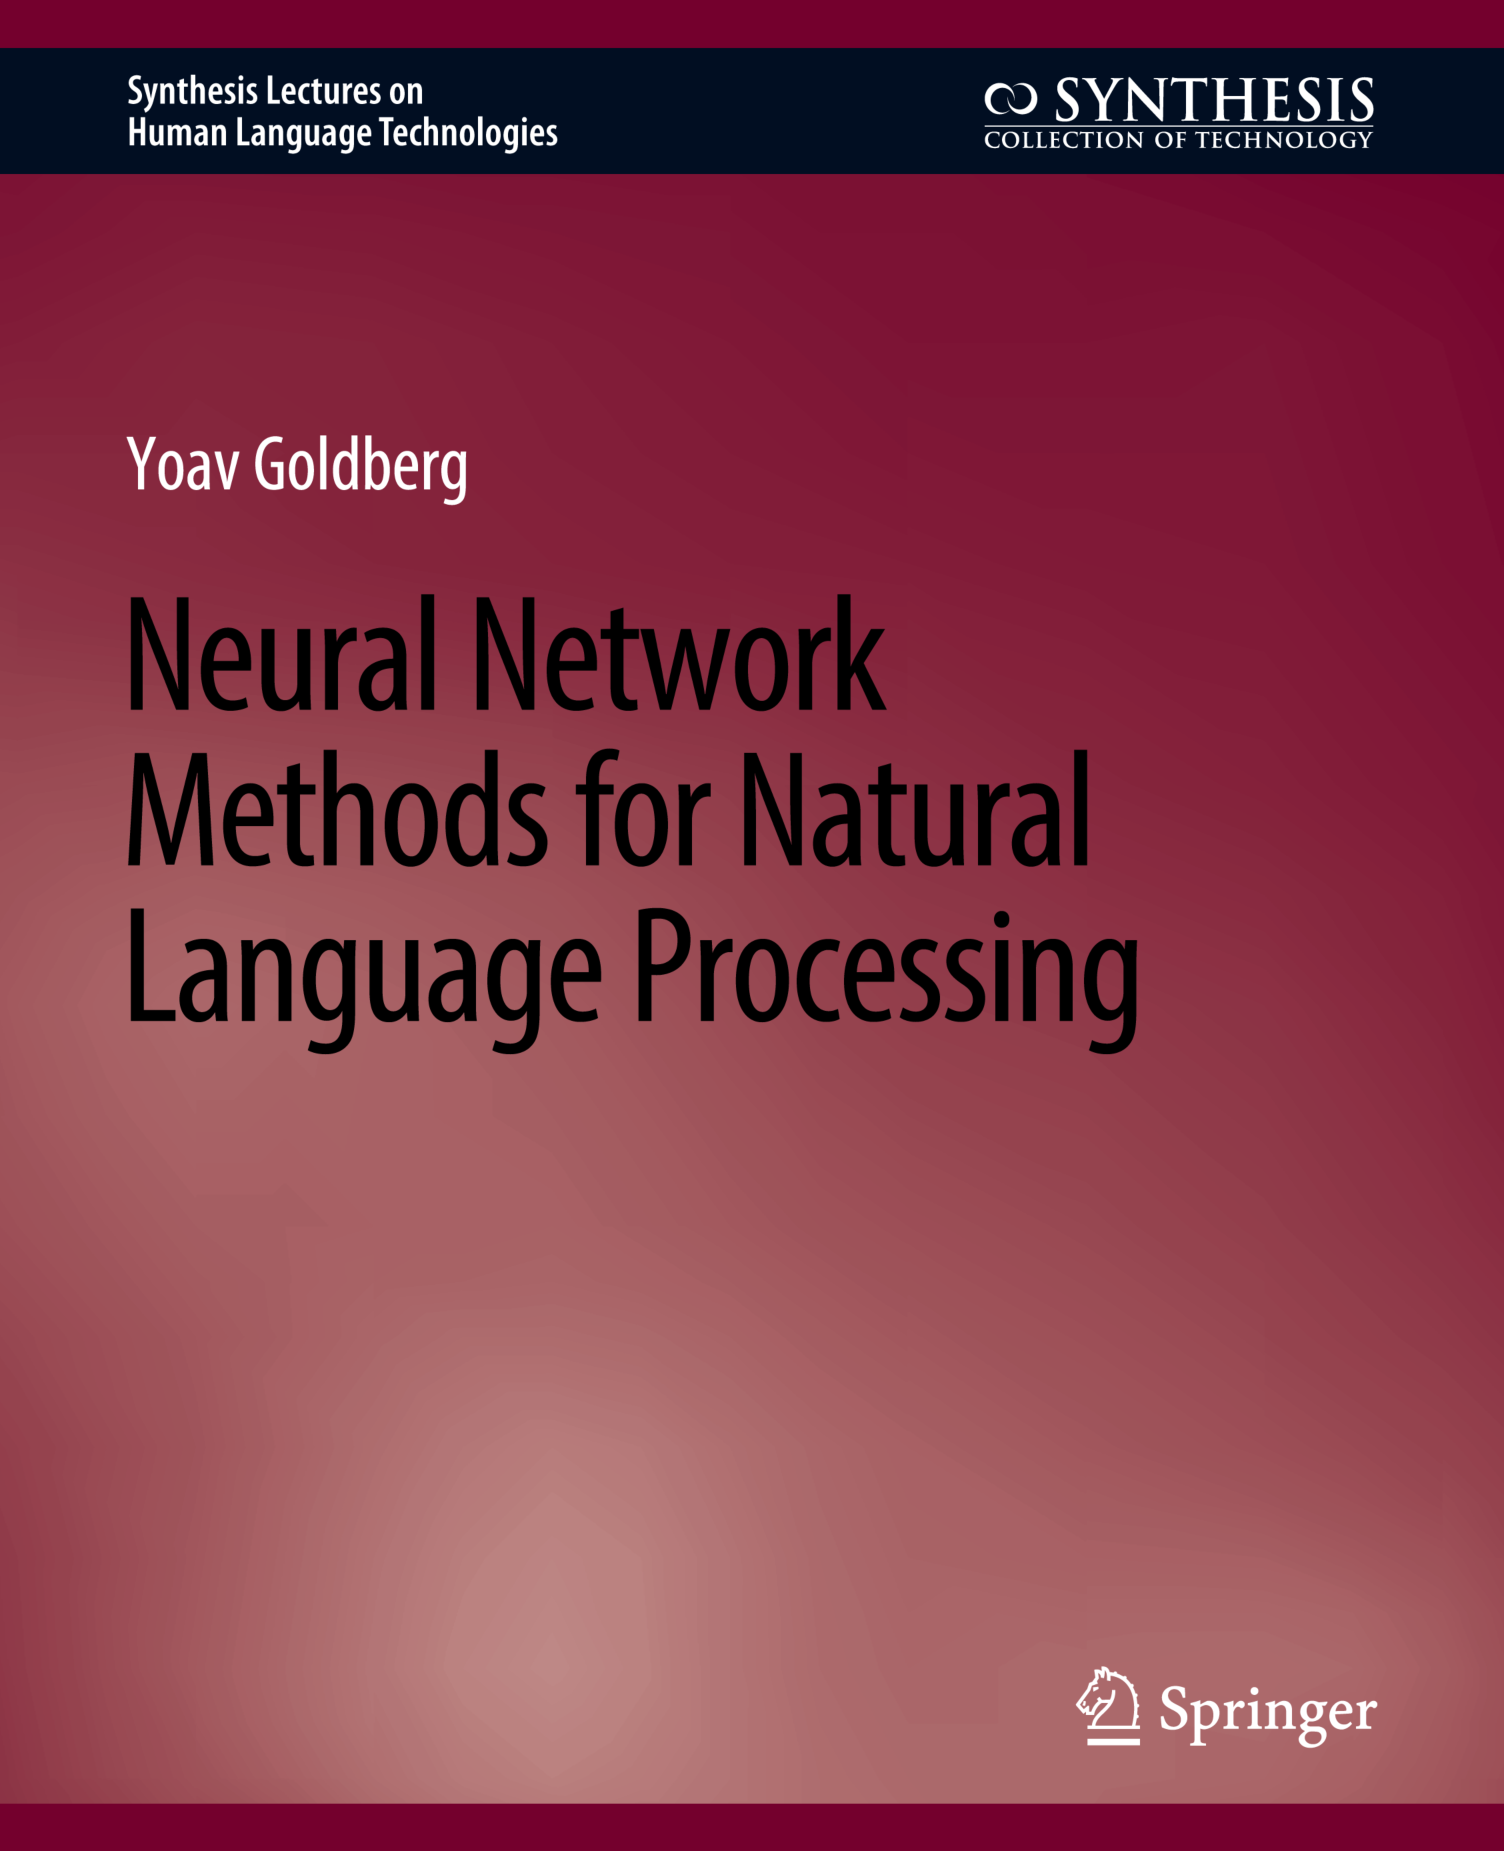 Synthesis Lectures on
Human Language Technologies
SYNTHESIS
COLLECTION OF TECHNOLOGY
Yoav Goldberg
Neural Network
Methods for Natural
Language Processing
Springer